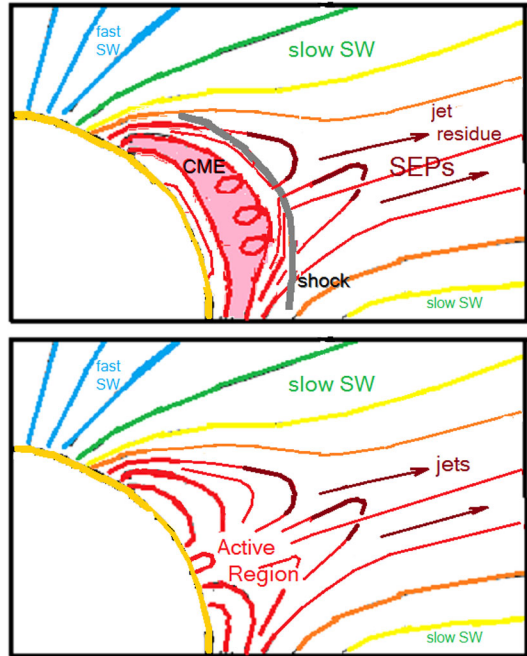 fast
SW
slow SW
jet
residue
SEPs
CME
shock
slow SW
fast
SW
slow SW
jets
Active
Region
slow SW